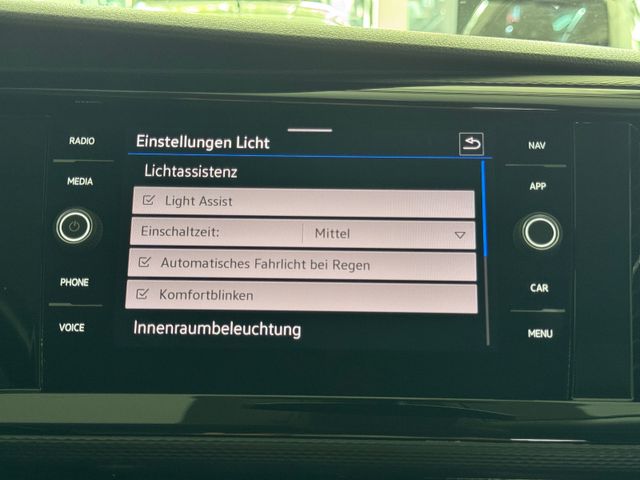 RADIO
MEDIA
PHONE
VOICE
Einstellungen Licht
Lichtassistenz
Light Assist
Einschaltzeit: Mittel
Automatisches Fahrlicht bei Regen
Komfortblinken
Innenraumbeleuchtung
NAV
APP
CAR
MENU